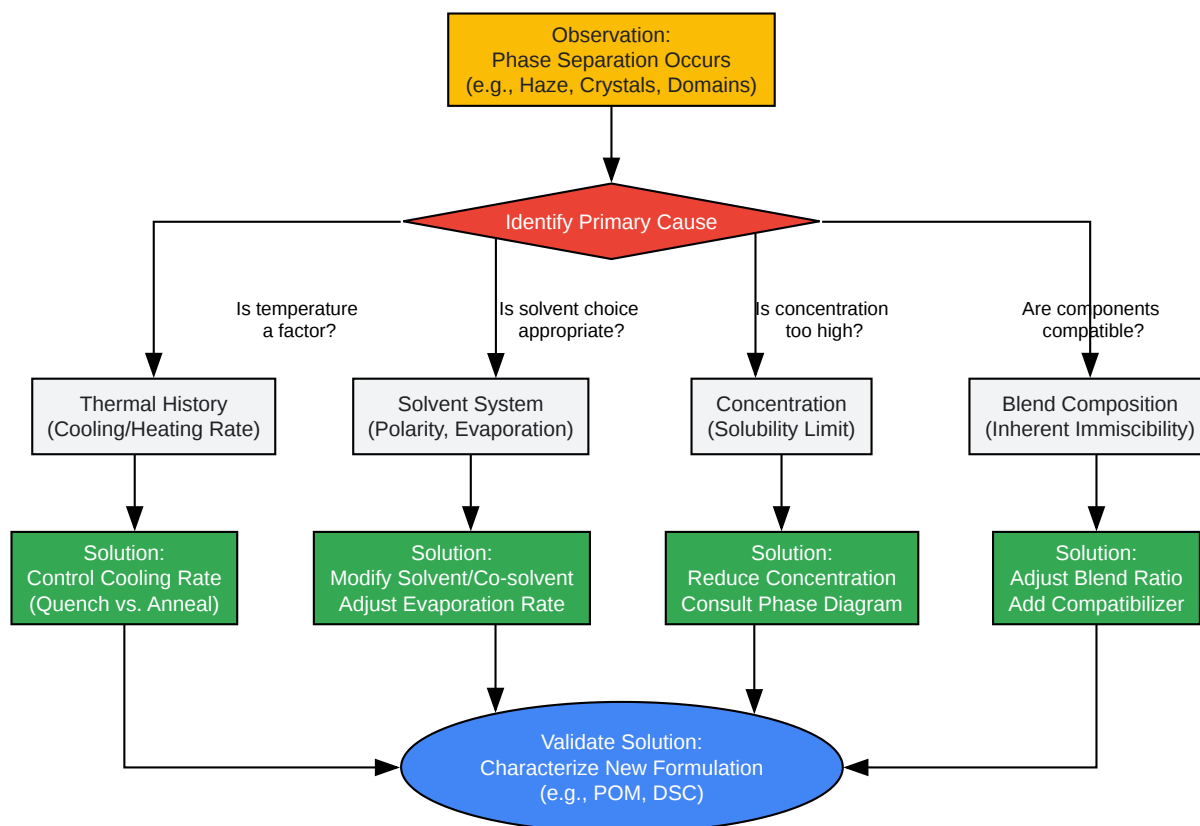 Observation:
Phase Separation Occurs
(e.g., Haze, Crystals, Domains)
Identify Primary Cause
Is temperature
a factor?
Is solvent choice
appropriate?
Is concentration
too high?
Are components
compatible?
Thermal History
(Cooling/Heating Rate)
Solvent System
(Polarity, Evaporation)
Concentration
(Solubility Limit)
Blend Composition
(Inherent Immiscibility)
Solution:
Control Cooling Rate
(Quench vs. Anneal)
Solution:
Modify Solvent/Co-solvent
Adjust Evaporation Rate
Solution:
Reduce Concentration
Consult Phase Diagram
Solution:
Adjust Blend Ratio
Add Compatibilizer
Validate Solution:
Characterize New Formulation
(e.g., POM, DSC)